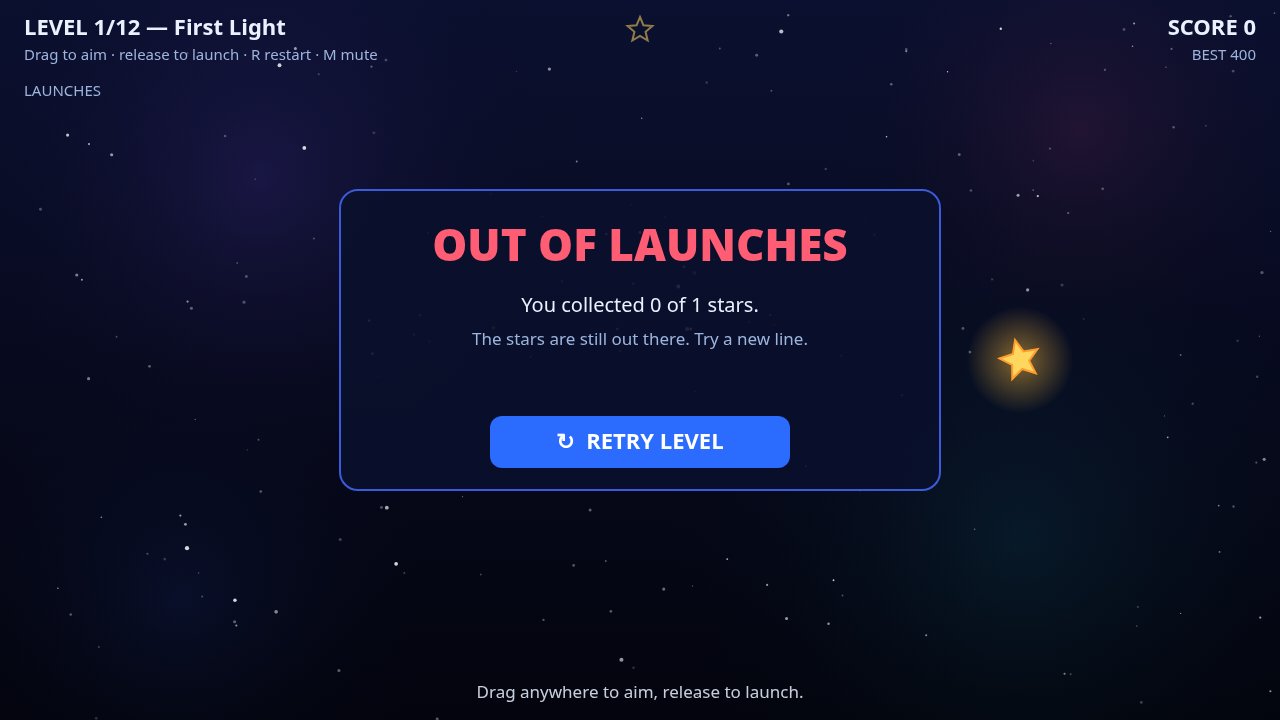 LEVEL 1/12 — First Light
Drag to aim · release to launch · R restart · M mute
LAUNCHES
SCORE 0
BEST 400
OUT OF LAUNCHES
You collected 0 of 1 stars.
The stars are still out there. Try a new line.
↻ RETRY LEVEL
Drag anywhere to aim, release to launch.